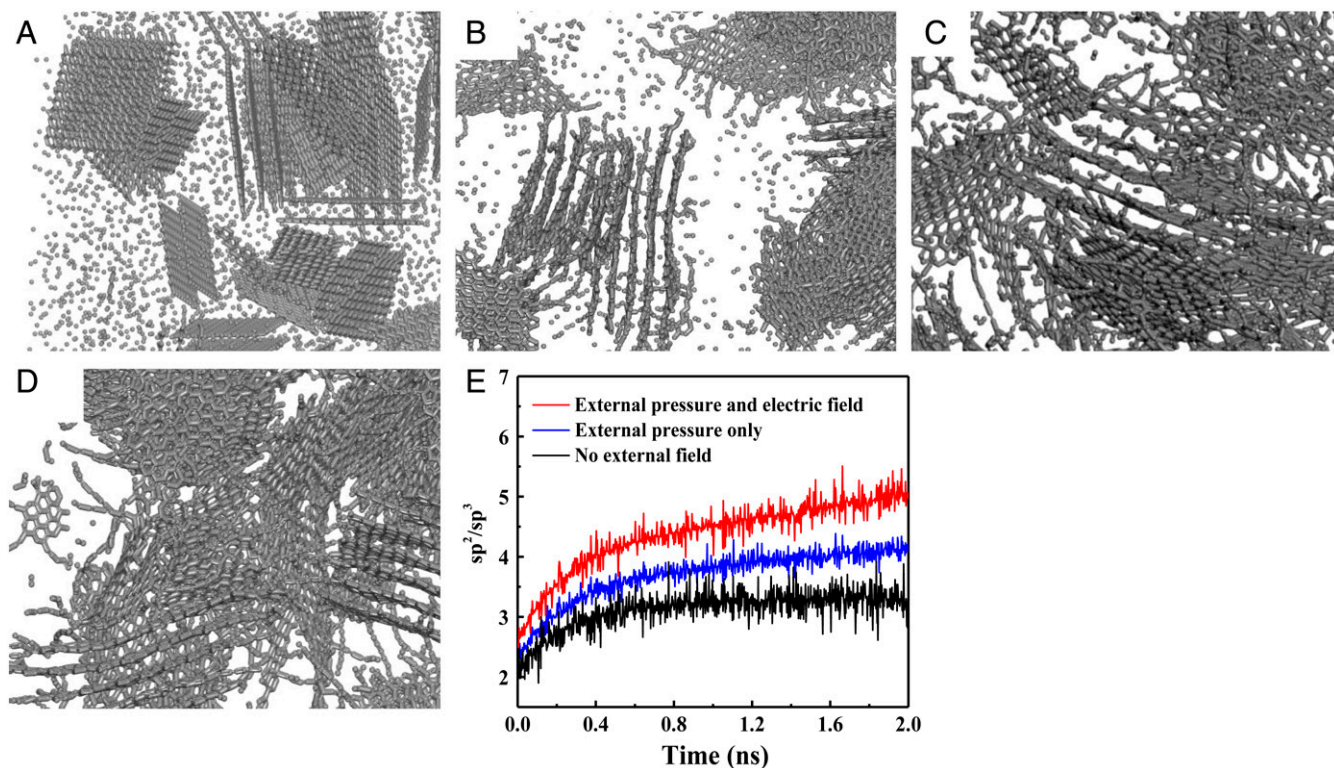 A
B
C
D
E
7
6
5
4
3
2
sp²/sp³
External pressure and electric field
External pressure only
No external field
0.0 0.4 0.8 1.2 1.6 2.0
Time (ns)